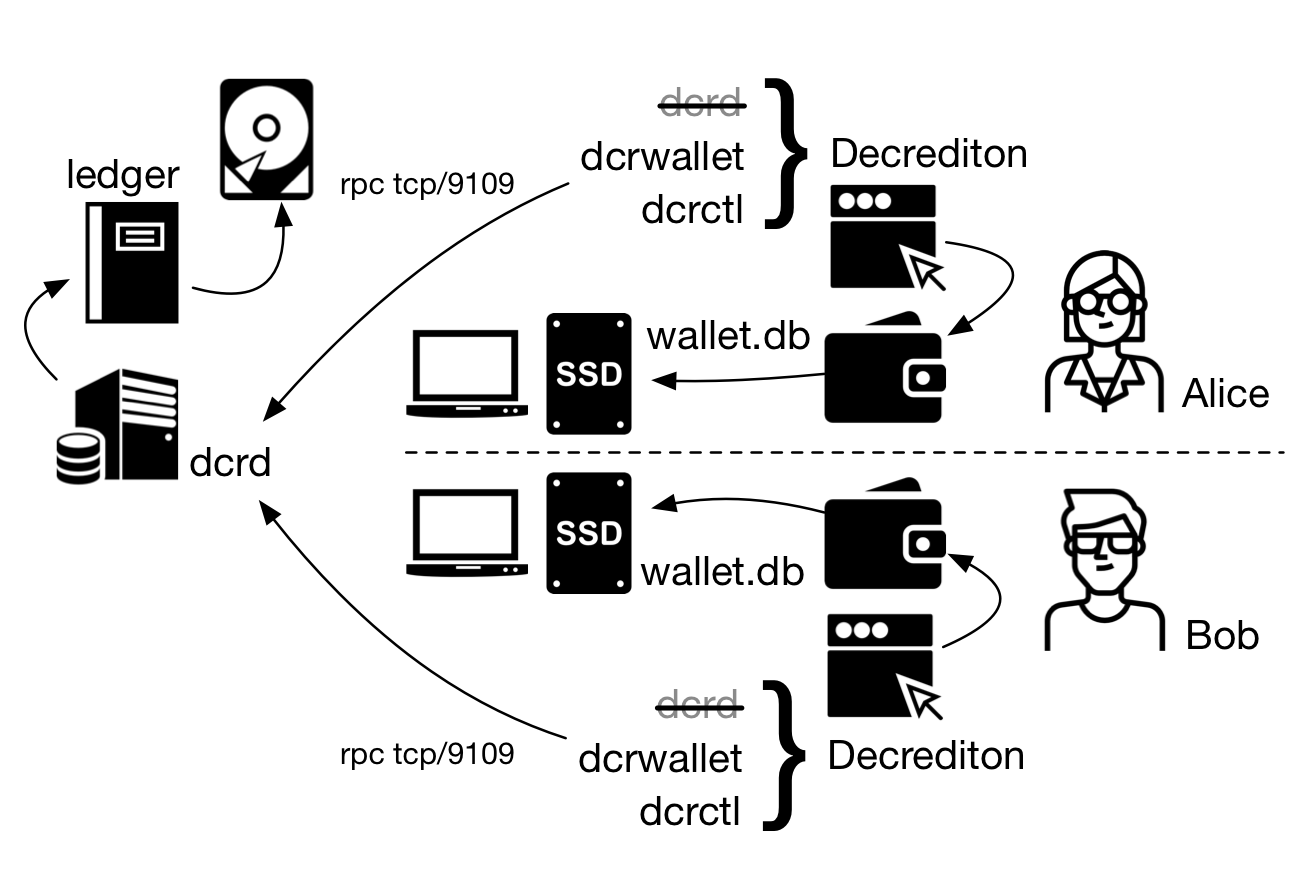 ledger
rpc tcp/9109
dcrd
dcrwallet
dcrctl
Decrediton
SSD
wallet.db
Alice
dcrd
SSD
wallet.db
Bob
rpc tcp/9109
dcrd
dcrwallet
dcrctl
Decrediton